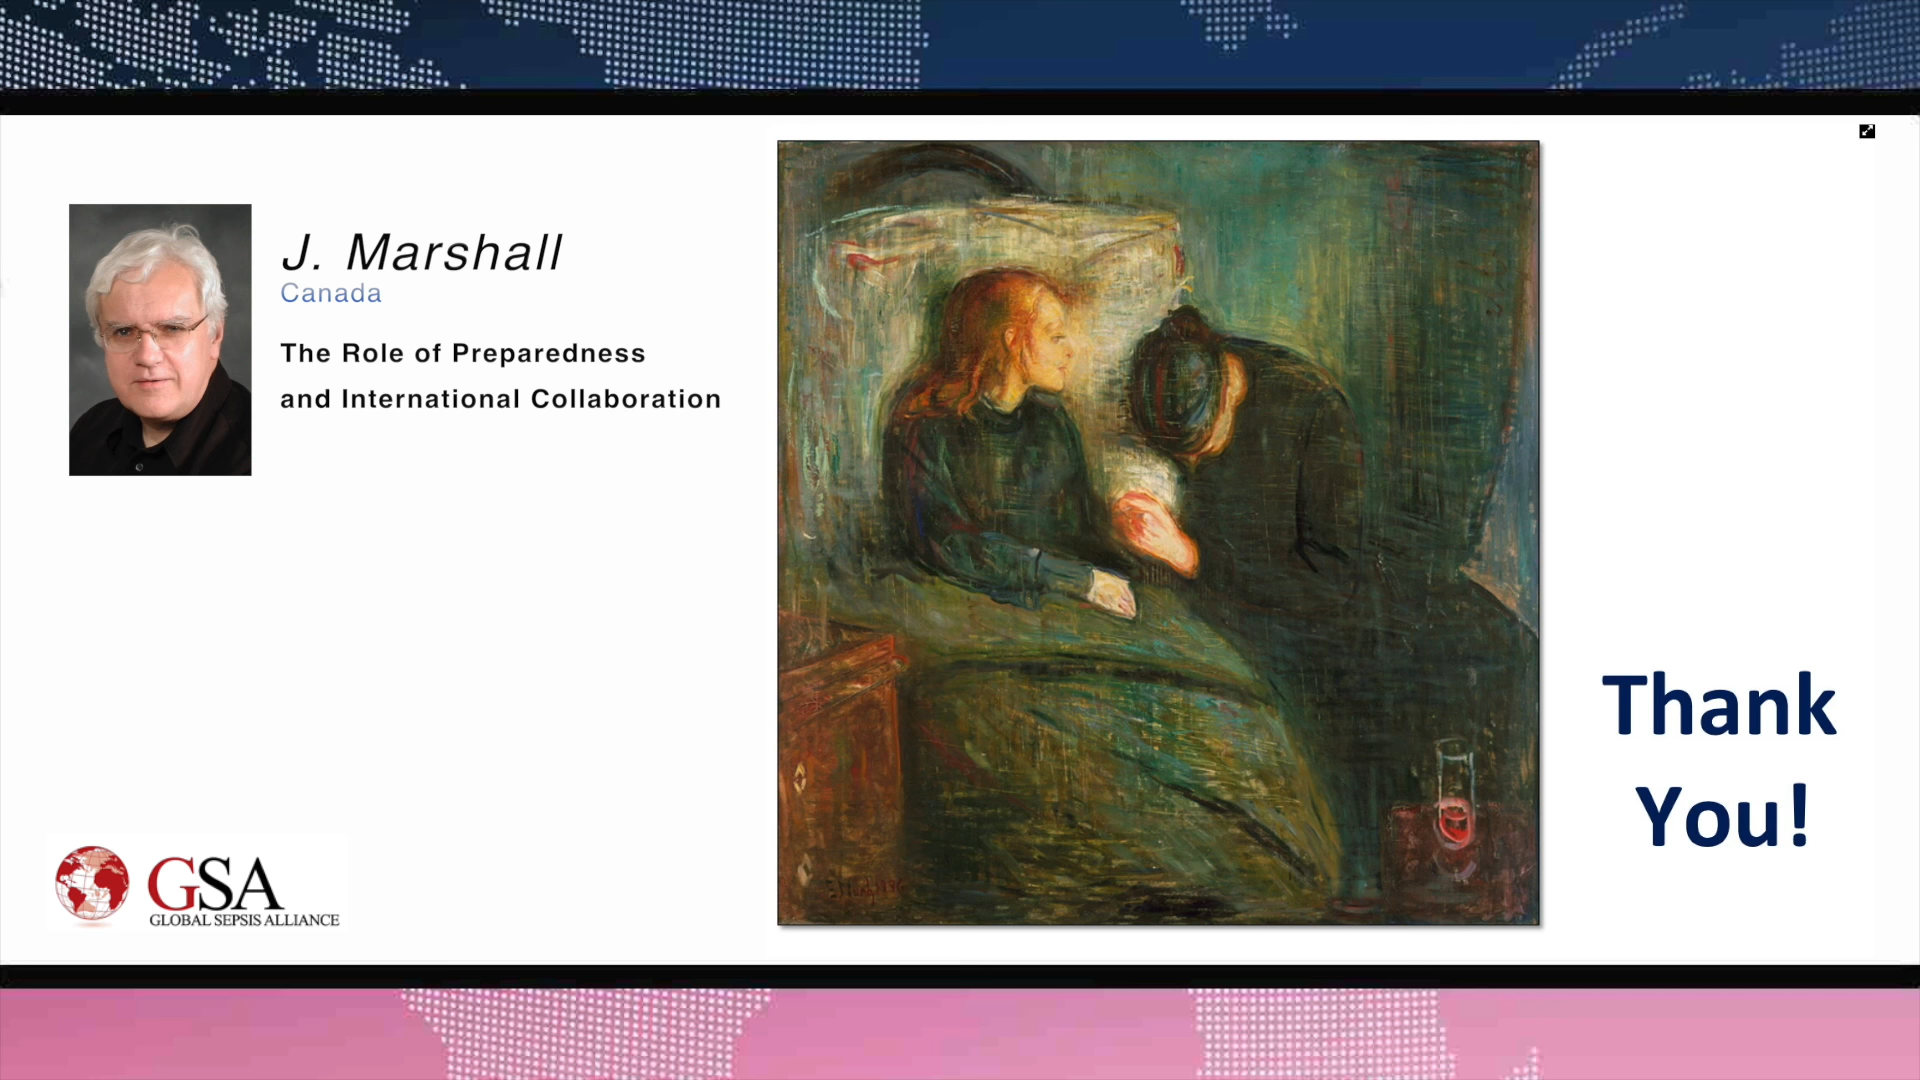 J. Marshall
Canada
The Role of Preparedness
and International Collaboration
Thank
You!
GSA
GLOBAL SEPSIS ALLIANCE